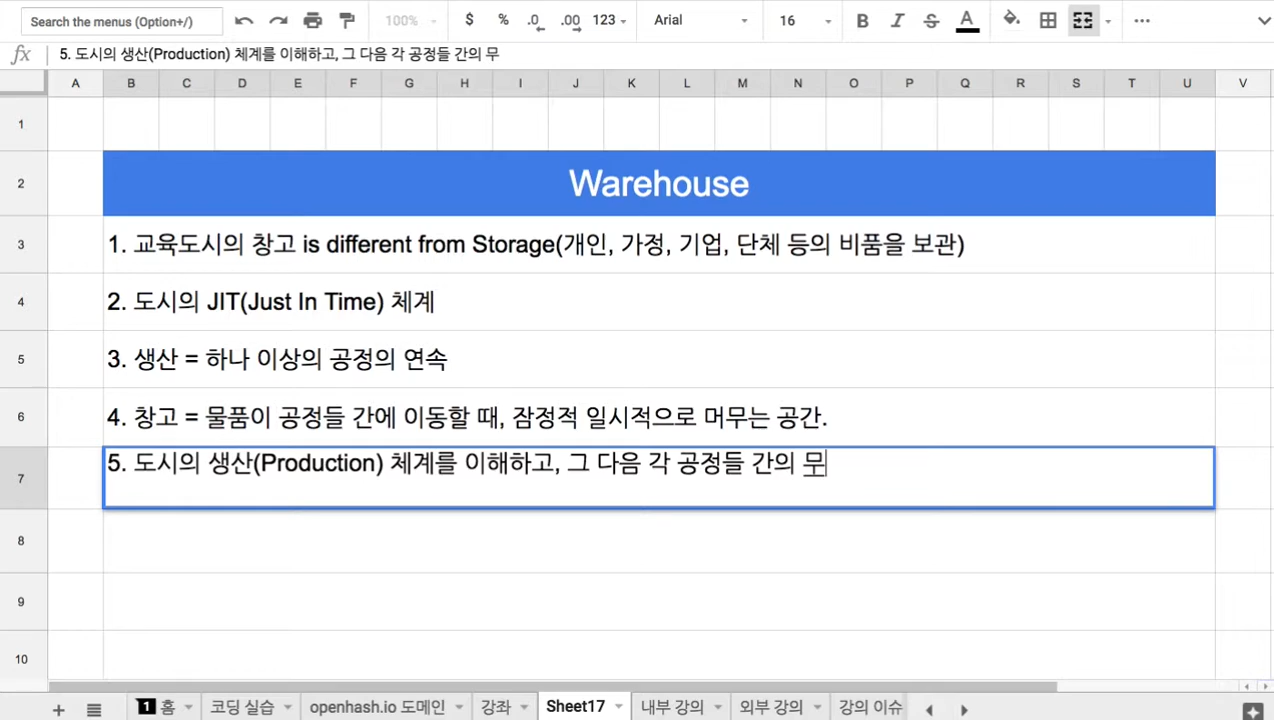 Search the menus (Option+/) 100% $ % .0 .00 123 Arial 16 B I S A
fx 5. 도시의 생산(Production) 체계를 이해하고, 그 다음 각 공정들 간의 무
A B C D E F G H I J K L M N O P Q R S T U V
1
2 Warehouse
3 1. 교육도시의 창고 is different from Storage(개인, 가정, 기업, 단체 등의 비품을 보관)
4 2. 도시의 JIT(Just In Time) 체계
5 3. 생산 = 하나 이상의 공정의 연속
6 4. 창고 = 물품이 공정들 간에 이동할 때, 잠정적 일시적으로 머무는 공간.
7 5. 도시의 생산(Production) 체계를 이해하고, 그 다음 각 공정들 간의 무
8
9
10
1 홈 코딩 실습 openhash.io 도메인 강좌 Sheet17 내부 강의 외부 강의 강의 이슈